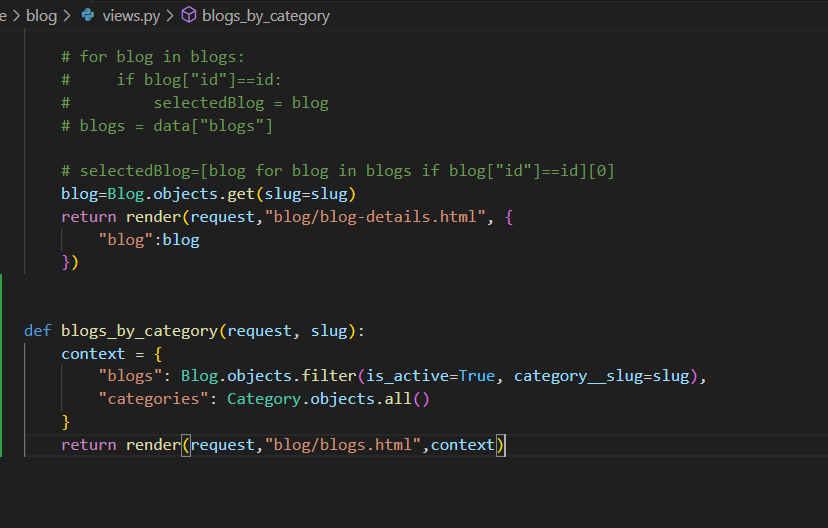 e > blog > views.py > blogs_by_category
# for blog in blogs:
#     if blog["id"]==id:
#         selectedBlog = blog
# blogs = data["blogs"]
# selectedBlog=[blog for blog in blogs if blog["id"]==id][0]
blog=Blog.objects.get(slug=slug)
return render(request,"blog/blog-details.html", {
    "blog":blog
})
def blogs_by_category(request, slug):
    context = {
        "blogs": Blog.objects.filter(is_active=True, category__slug=slug),
        "categories": Category.objects.all()
    }
    return render(request,"blog/blogs.html",context)